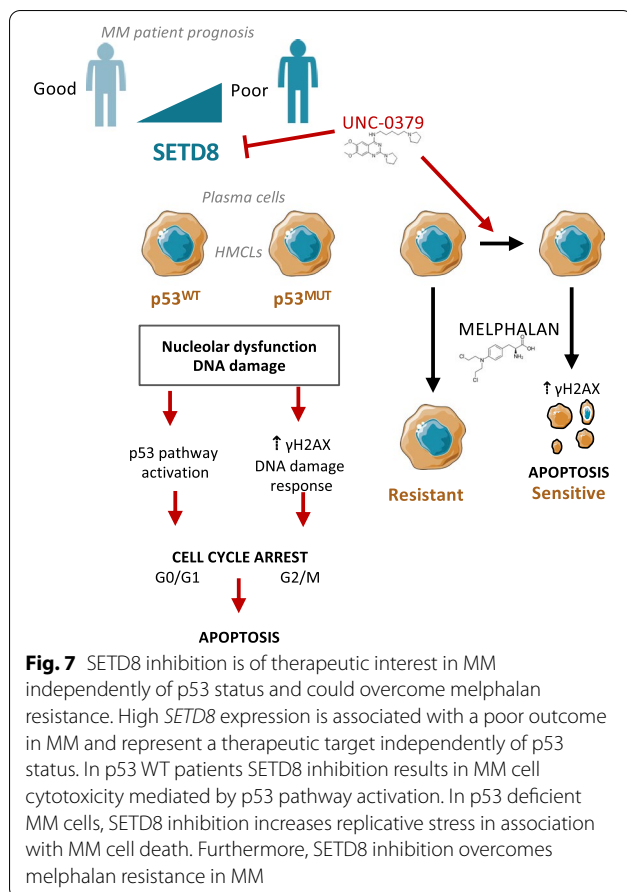 MM patient prognosis
Good
Poor
SETD8
UNC-0379
HN
N
O
N
O
N
N
Plasma cells
HMCLs
p53WT
p53MUT
Nucleolar dysfunction
DNA damage
p53 pathway
activation
↑ γH2AX
DNA damage
response
CELL CYCLE ARREST
G0/G1
G2/M
APOPTOSIS
MELPHALAN
O
OH
NH₂
N
Cl
Cl
↑ γH2AX
APOPTOSIS
Resistant
Sensitive
Fig. 7 SETD8 inhibition is of therapeutic interest in MM
independently of p53 status and could overcome melphalan
resistance. High SETD8 expression is associated with a poor outcome
in MM and represent a therapeutic target independently of p53
status. In p53 WT patients SETD8 inhibition results in MM cell
cytotoxicity mediated by p53 pathway activation. In p53 deficient
MM cells, SETD8 inhibition increases replicative stress in association
with MM cell death. Furthermore, SETD8 inhibition overcomes
melphalan resistance in MM